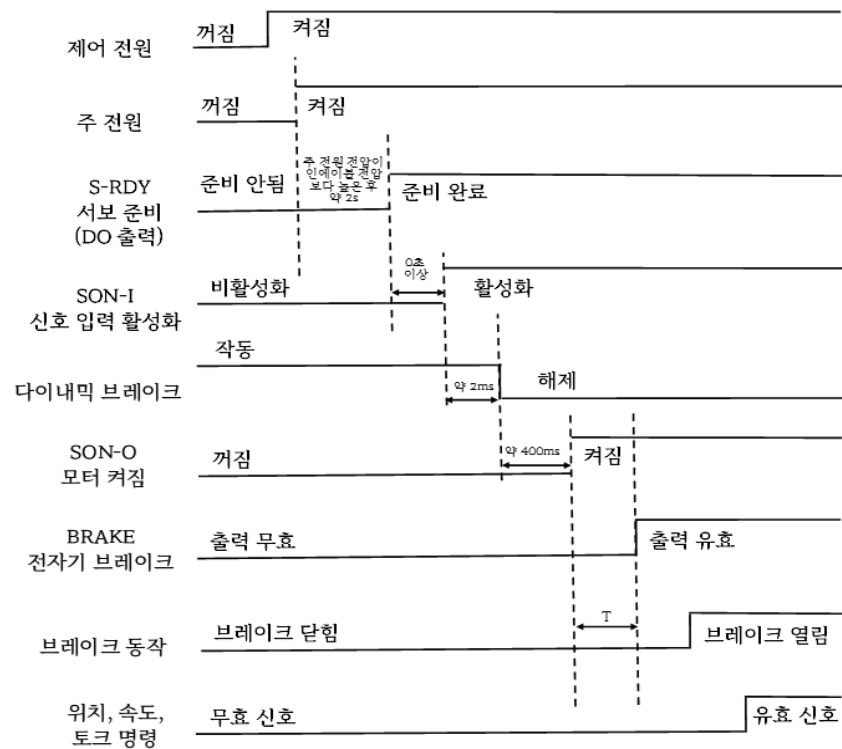 꺼짐
켜짐
제어 전원
꺼짐
켜짐
주 전원
S-RDY
서보 준비
(DO 출력)
준비 안됨
주 전원 전압이
인에이블 전압
보다 높은 후
약 2s
준비 완료
SON-I
신호 입력 활성화
비활성화
0초
이상
활성화
작동
다이내믹 브레이크
약 2ms
해제
SON-O
모터 켜짐
꺼짐
약 400ms
켜짐
BRAKE
전자기 브레이크
출력 무효
출력 유효
브레이크 동작
브레이크 닫힘
T
브레이크 열림
위치, 속도,
토크 명령
무효 신호
유효 신호